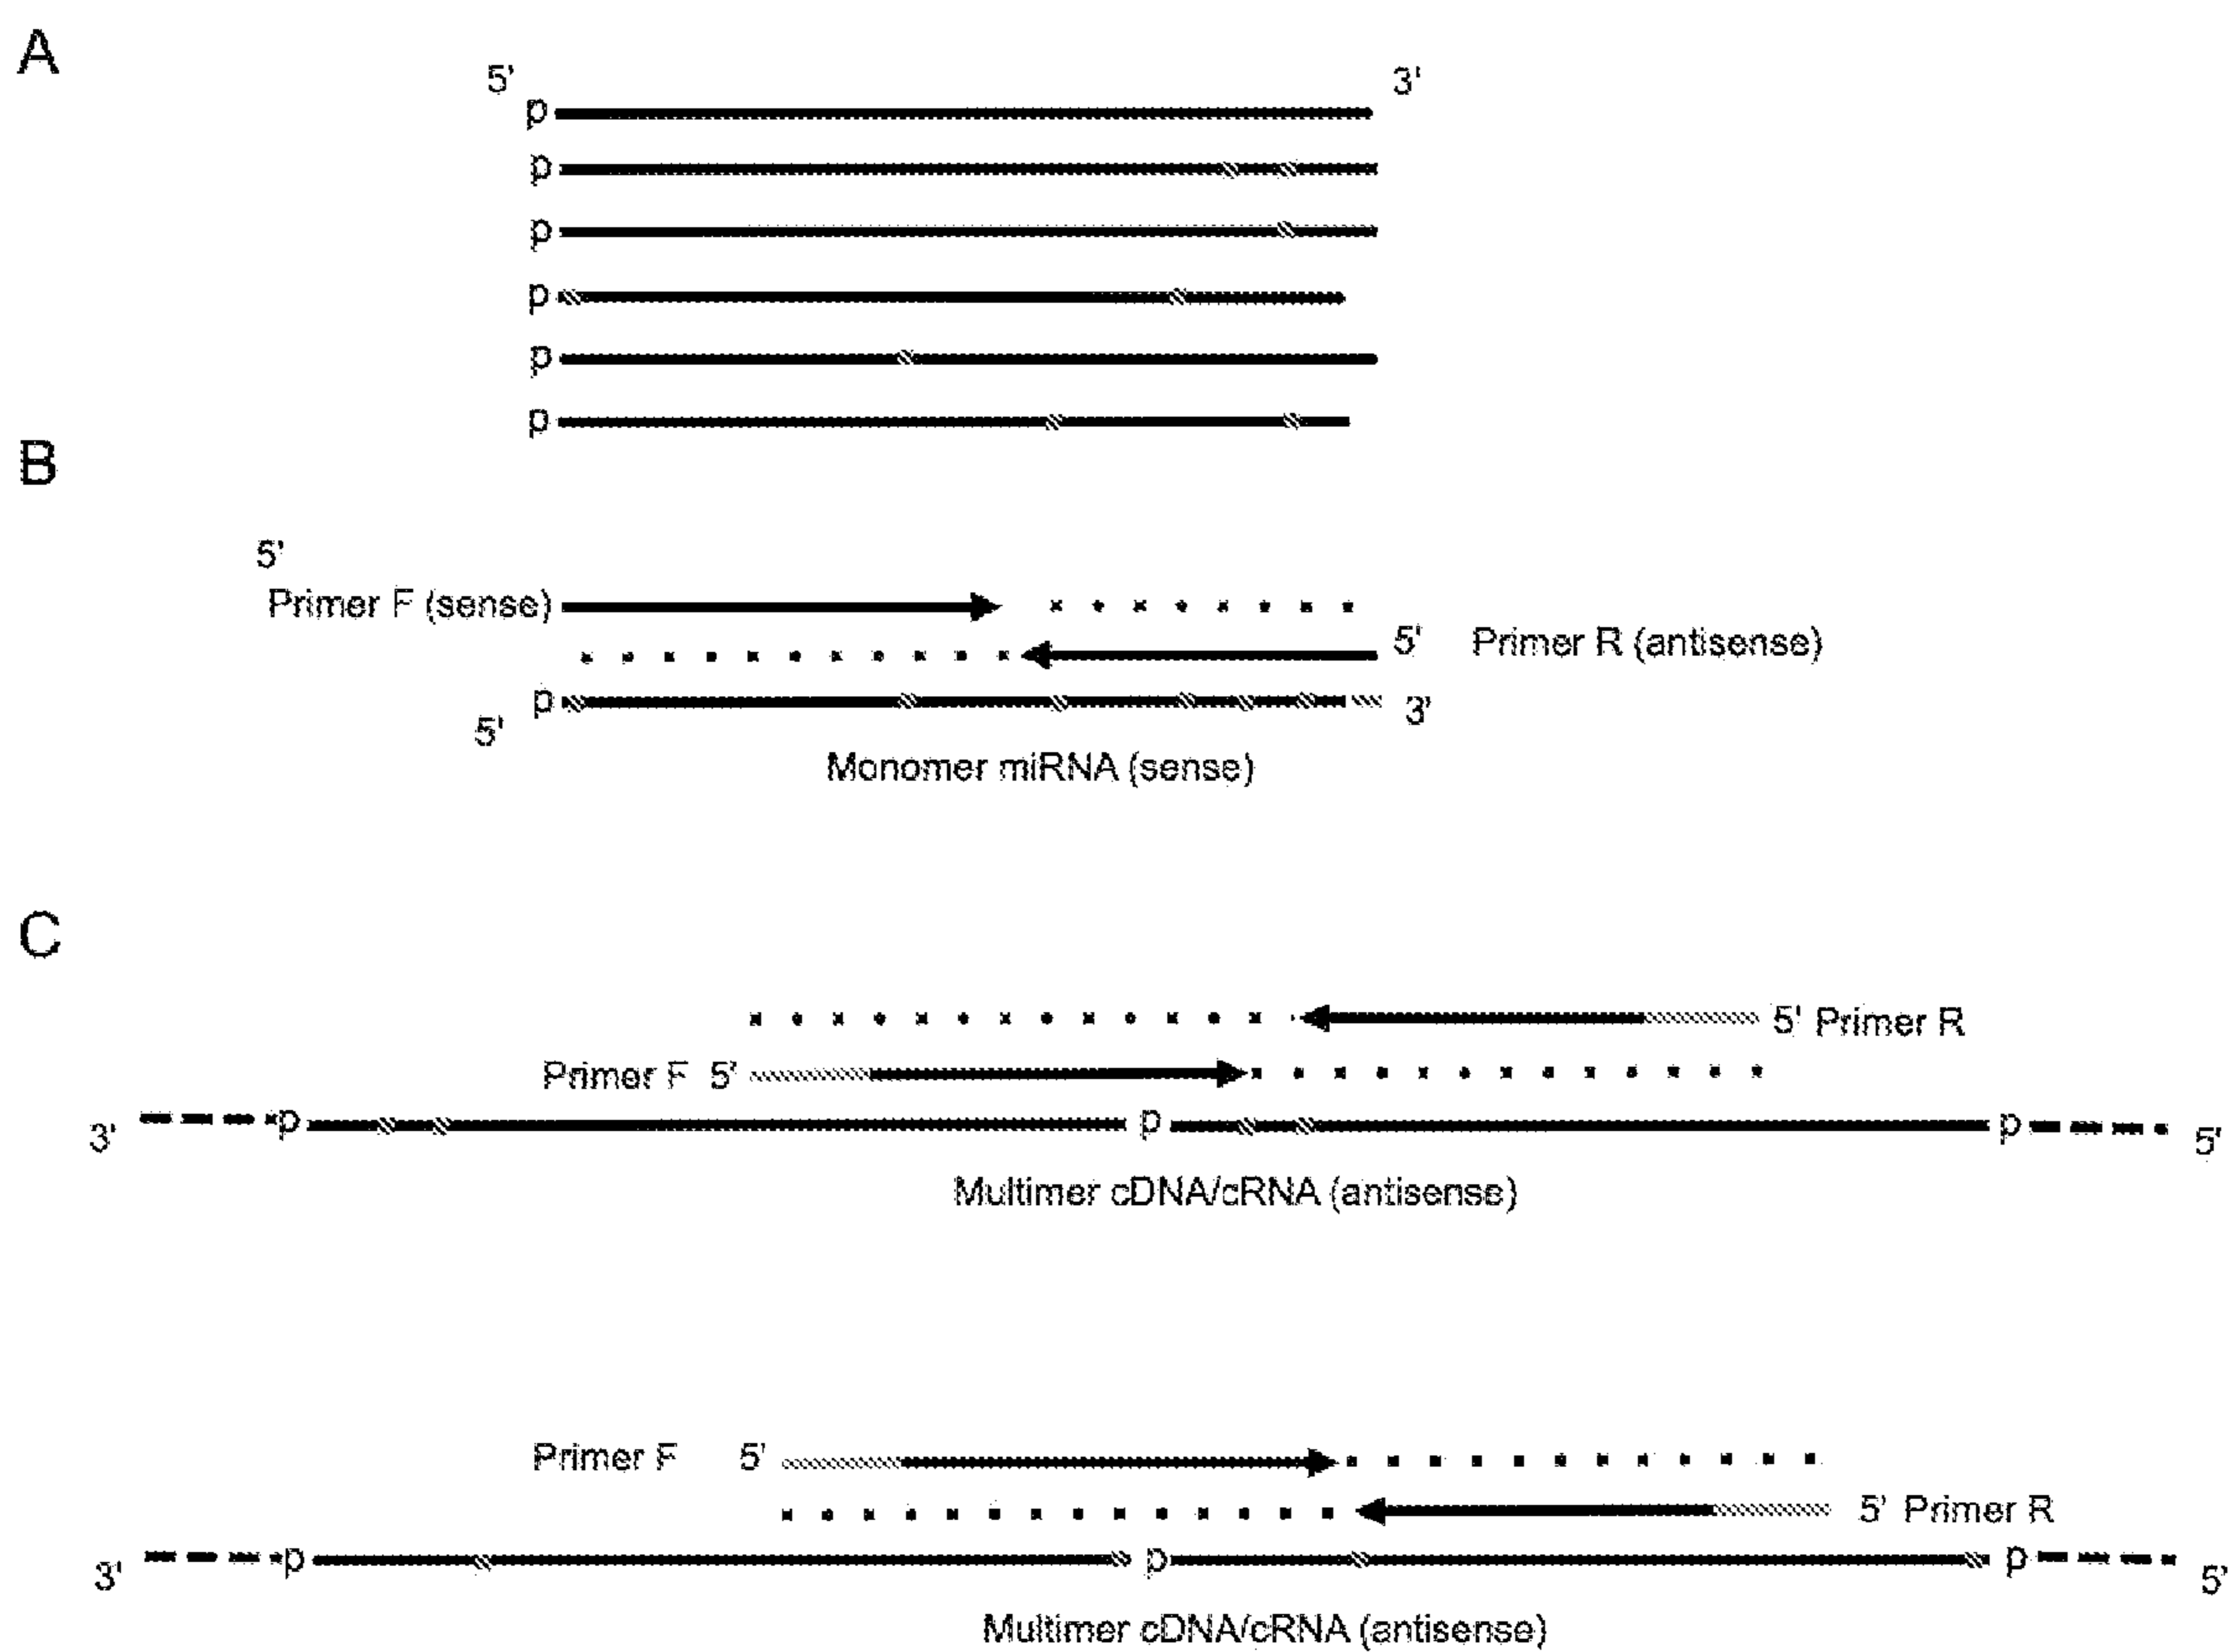 A
5' 3'
p
p
p
p
p
p
B
5'
Primer F (sense)
5' Primer R (antisense)
p
5' 3'
Monomer miRNA (sense)
C
5' Primer R
Primer F 5'
3' p p p 5'
Multimer cDNA/cRNA (antisense)
Primer F 5'
5' Primer R
3' p p p 5'
Multimer cDNA/cRNA (antisense)